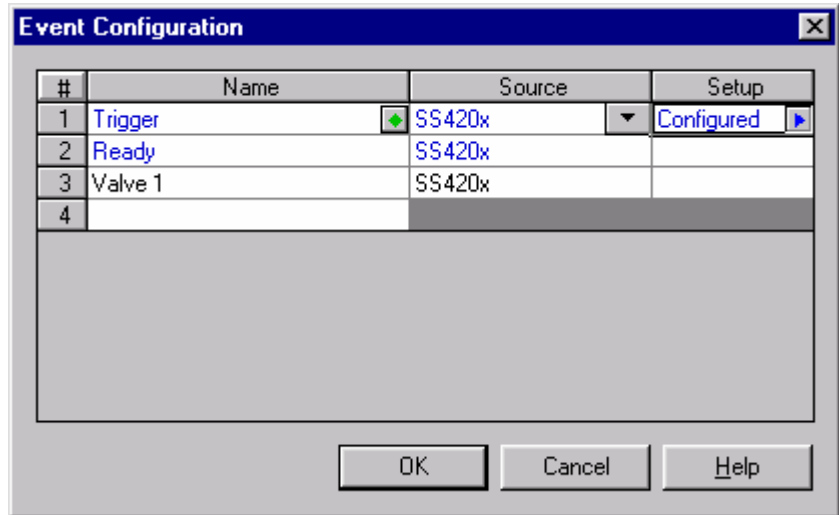 Event Configuration
# Name Source Setup
1 Trigger SS420x Configured
2 Ready SS420x
3 Valve 1 SS420x
4
OK Cancel Help